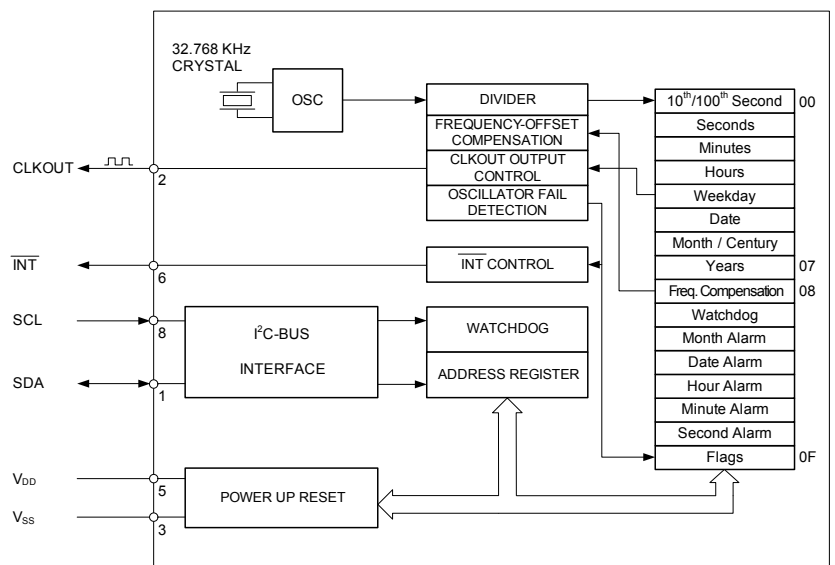 32.768 KHz
CRYSTAL
OSC
DIVIDER
FREQUENCY-OFFSET
COMPENSATION
CLKOUT OUTPUT
CONTROL
OSCILLATOR FAIL
DETECTION
10th/100th Second 00
Seconds
Minutes
Hours
Weekday
Date
Month / Century
Years 07
Freq. Compensation 08
Watchdog
Month Alarm
Date Alarm
Hour Alarm
Minute Alarm
Second Alarm
Flags 0F
CLKOUT
2
INT
6
INT CONTROL
SCL
8
SDA
1
I²C-BUS
INTERFACE
WATCHDOG
ADDRESS REGISTER
VDD
5
VSS
3
POWER UP RESET